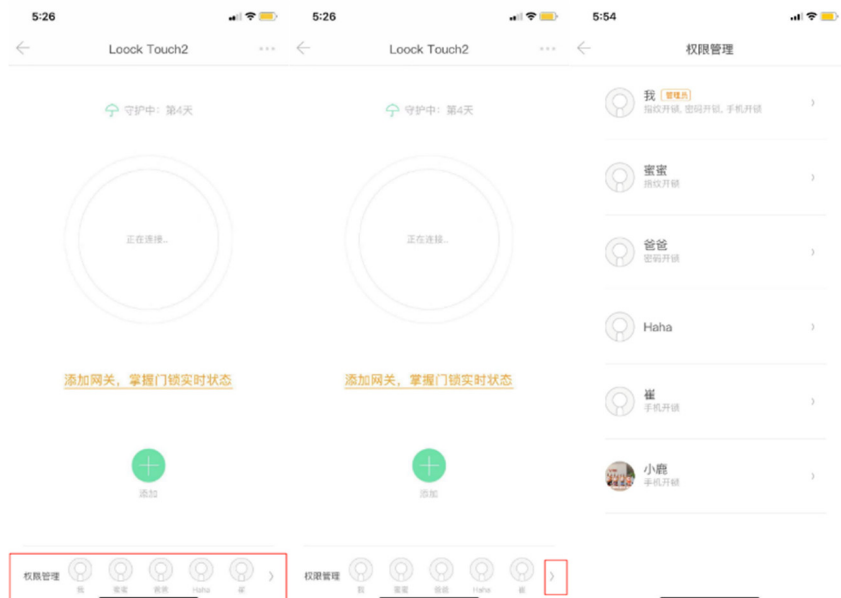 5:26
Loock Touch2
守护中：第4天
正在连接...
添加网关，掌握门锁实时状态
添加
权限管理
我
蜜蜜
爸爸
Haha
崔
5:26
Loock Touch2
守护中：第4天
正在连接...
添加网关，掌握门锁实时状态
添加
权限管理
我
蜜蜜
爸爸
Haha
崔
5:54
权限管理
我 管理员
指纹开锁, 密码开锁, 手机开锁
蜜蜜
指纹开锁
爸爸
密码开锁
Haha
崔
手机开锁
小鹿
手机开锁